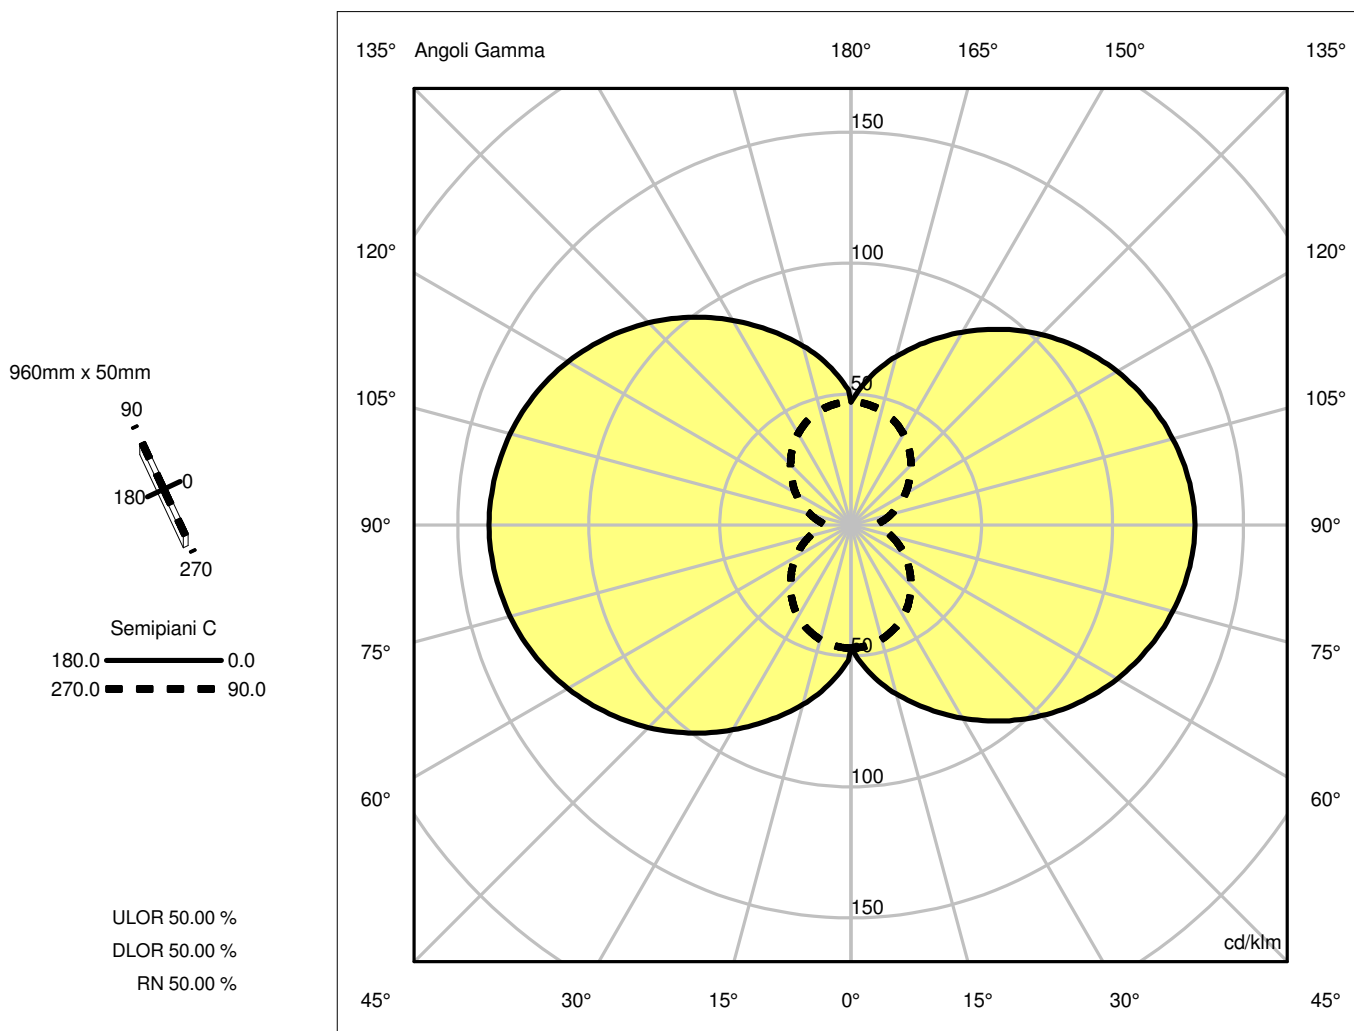 135° Angoli Gamma 180° 165° 150° 135°
150
120° 100 120°
960mm x 50mm
90
50
105° 105°
0
180
90° 90°
270
Semipiani C
50
75° 75°
180.0 0.0
270.0 90.0
100
60° 60°
150
ULOR 50.00 %
cd/klm
DLOR 50.00 %
RN 50.00 %
45° 30° 15° 0° 15° 30° 45°